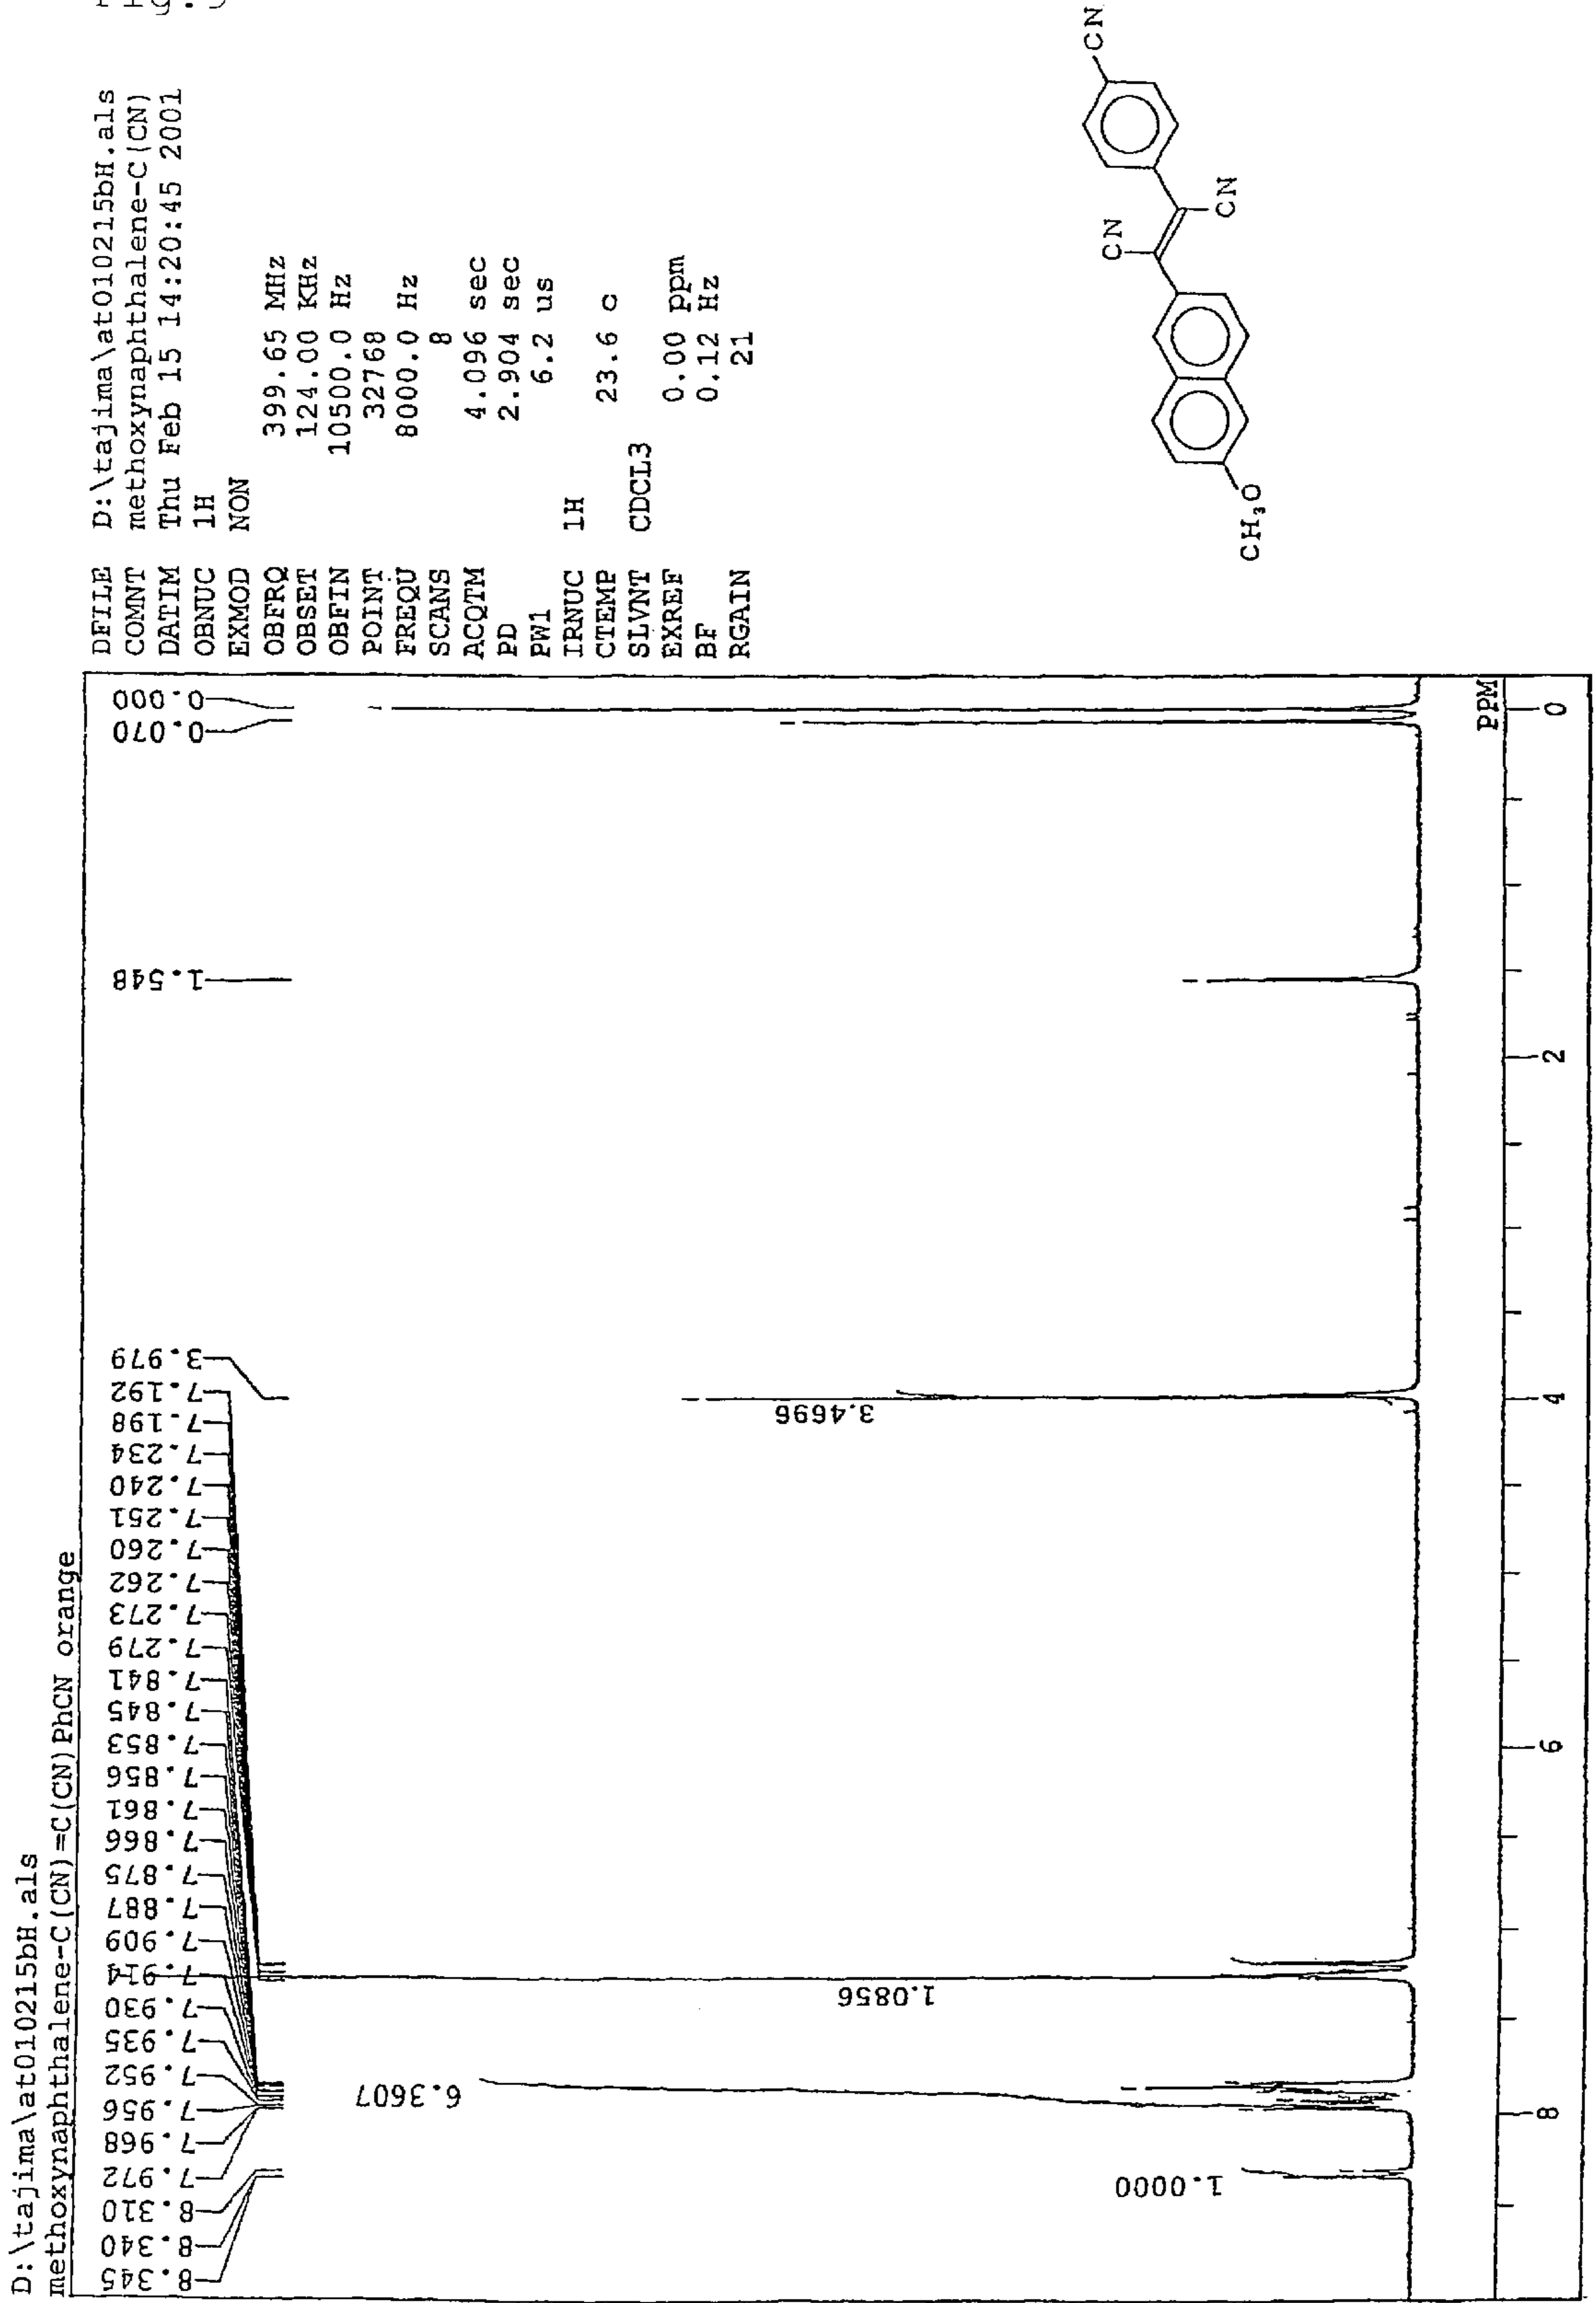 D:\tajima\at010215bH.als
methoxynaphthalene-C(CN)=C(CN)PhCN orange
8.345
8.340
8.310
7.972
7.968
7.956
7.952
7.935
7.930
7.914
7.909
7.887
7.875
7.866
7.861
7.856
7.853
7.845
7.841
7.279
7.273
7.262
7.260
7.251
7.240
7.234
7.198
7.192
3.979
1.548
0.070
0.000
1.0000
6.3607
1.0856
3.4696
8
6
4
2
0
PPM
DFILE D:\tajima\at010215bH.als
COMNT methoxynaphthalene-C(CN)
DATIM Thu Feb 15 14:20:45 2001
OBNUC 1H
EXMOD NON
OBFRQ 399.65 MHz
OBSET 124.00 KHz
OBFIN 10500.0 Hz
POINT 32768
FREQU 8000.0 Hz
SCANS 8
ACQTM 4.096 sec
PD 2.904 sec
PW1 6.2 us
IRNUC 1H
CTEMP 23.6 c
SLVNT CDCL3
EXREF 0.00 ppm
BF 0.12 Hz
RGAIN 21
CH3O
CN
CN
CN